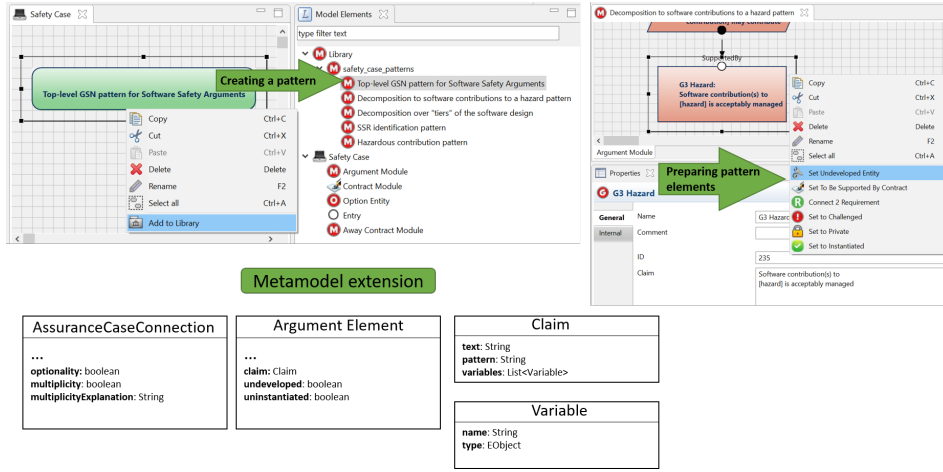 Safety Case
Top-level GSN pattern for Software Safety Arguments
Copy Ctrl+C
Cut Ctrl+X
Paste Ctrl+V
Delete Delete
Rename F2
Select all Ctrl+A
Add to Library
Creating a pattern
Model Elements
type filter text
Library
safety_case_patterns
Top-level GSN pattern for Software Safety Arguments
Decomposition to software contributions to a hazard pattern
Decomposition over "tiers" of the software design
SSR identification pattern
Hazardous contribution pattern
Safety Case
Argument Module
Contract Module
Option Entity
Entry
Away Contract Module
Decomposition to software contributions to a hazard pattern
contribution] may contribute
SupportedBy
G3 Hazard:
Software contribution(s) to
[hazard] is acceptably managed
Argument Module
Copy Ctrl+C
Cut Ctrl+X
Paste Ctrl+V
Delete Delete
Rename F2
Select all Ctrl+A
Set Undeveloped Entity
Set To Be Supported By Contract
Connect 2 Requirement
Set to Challenged
Set to Private
Set to Instantiated
Preparing pattern
elements
Properties
G3 Hazard
General
Internal
Name G3 Hazard
Comment
ID 235
Claim Software contribution(s) to
[hazard] is acceptably managed
Metamodel extension
AssuranceCaseConnection
...
optionality: boolean
multiplicity: boolean
multiplicityExplanation: String
Argument Element
...
claim: Claim
undeveloped: boolean
uninstantiated: boolean
Claim
text: String
pattern: String
variables: List<Variable>
Variable
name: String
type: EObject